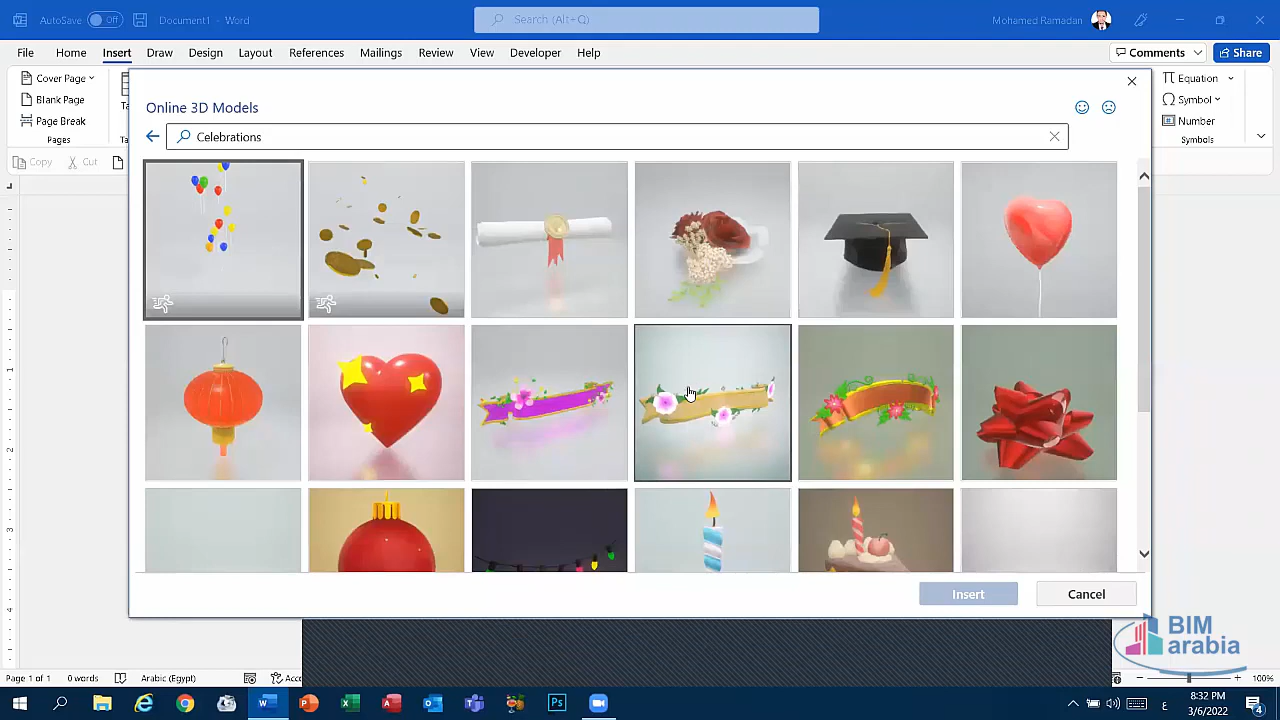 AutoSave Off Document1 - Word Search (Alt+Q) Mohamed Ramadan
File Home Insert Draw Design Layout References Mailings Review View Developer Help Comments Share
Cover Page
Blank Page
Page Break
Pages
Equation
Symbol
Number
Symbols
Copy Cut
Online 3D Models
Celebrations
Insert Cancel
BIM
arabia
Page 1 of 1 0 words Arabic (Egypt) 100%
8:32 PM
3/6/2022
Ps
4